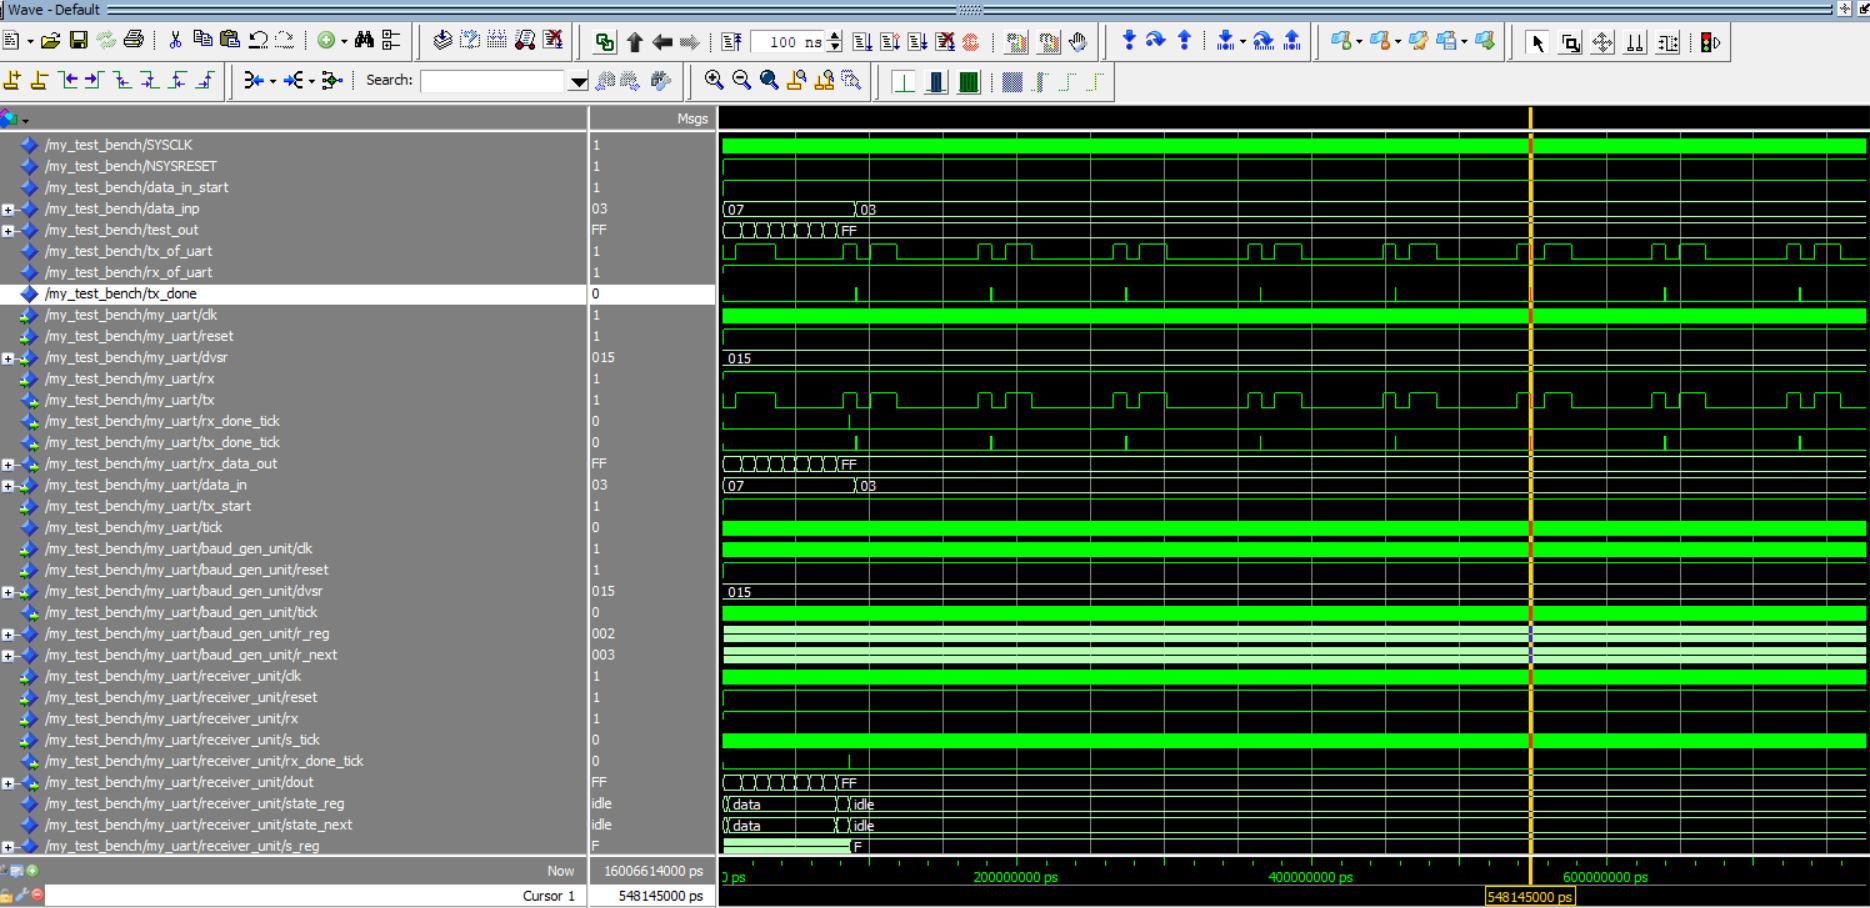 Wave - Default
100 ns
Search:
Msgs
/my_test_bench/SYSCLK 1
/my_test_bench/NSYSRESET 1
/my_test_bench/data_in_start 1
/my_test_bench/data_inp 03 07 03
/my_test_bench/test_out FF FF
/my_test_bench/tx_of_uart 1
/my_test_bench/rx_of_uart 1
/my_test_bench/tx_done 0
/my_test_bench/my_uart/clk 1
/my_test_bench/my_uart/reset 1
/my_test_bench/my_uart/dvsr 015 015
/my_test_bench/my_uart/rx 1
/my_test_bench/my_uart/tx 1
/my_test_bench/my_uart/rx_done_tick 0
/my_test_bench/my_uart/tx_done_tick 0
/my_test_bench/my_uart/rx_data_out FF FF
/my_test_bench/my_uart/data_in 03 07 03
/my_test_bench/my_uart/tx_start 1
/my_test_bench/my_uart/tick 0
/my_test_bench/my_uart/baud_gen_unit/clk 1
/my_test_bench/my_uart/baud_gen_unit/reset 1
/my_test_bench/my_uart/baud_gen_unit/dvsr 015 015
/my_test_bench/my_uart/baud_gen_unit/tick 0
/my_test_bench/my_uart/baud_gen_unit/r_reg 002
/my_test_bench/my_uart/baud_gen_unit/r_next 003
/my_test_bench/my_uart/receiver_unit/clk 1
/my_test_bench/my_uart/receiver_unit/reset 1
/my_test_bench/my_uart/receiver_unit/rx 1
/my_test_bench/my_uart/receiver_unit/s_tick 0
/my_test_bench/my_uart/receiver_unit/rx_done_tick 0
/my_test_bench/my_uart/receiver_unit/dout FF FF
/my_test_bench/my_uart/receiver_unit/state_reg idle data idle
/my_test_bench/my_uart/receiver_unit/state_next idle data idle
/my_test_bench/my_uart/receiver_unit/s_reg F F
Now 16006614000 ps ps 200000000 ps 400000000 ps 600000000 ps
Cursor 1 548145000 ps 548145000 ps